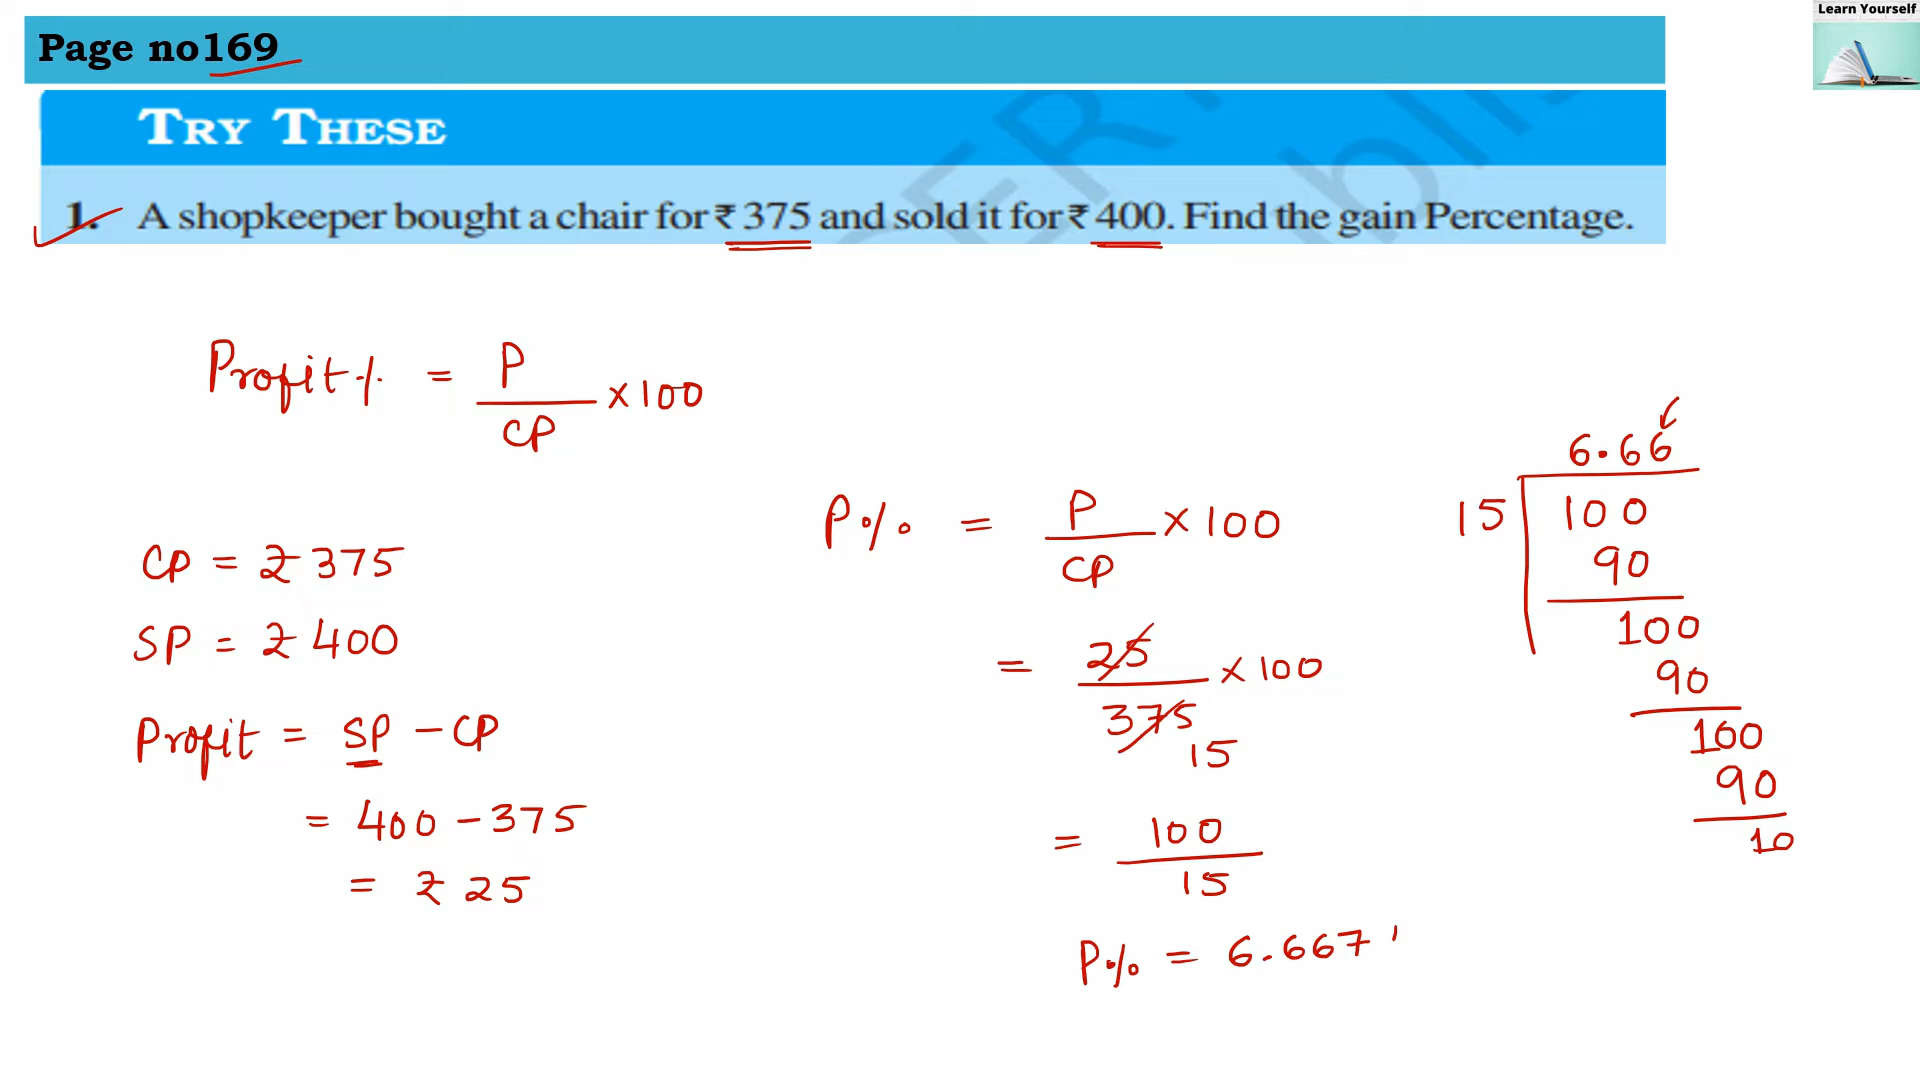 Learn Yourself
Page no169
TRY THESE
1. A shopkeeper bought a chair for ₹ 375 and sold it for ₹ 400. Find the gain Percentage.
Profit% = P/CP × 100
CP = ₹ 375
SP = ₹ 400
Profit = SP - CP
= 400 - 375
= ₹ 25
P% = P/CP × 100
= 25/375 × 100
15
= 100/15
P% = 6.667
6.66
15 100
90
100
90
100
90
10